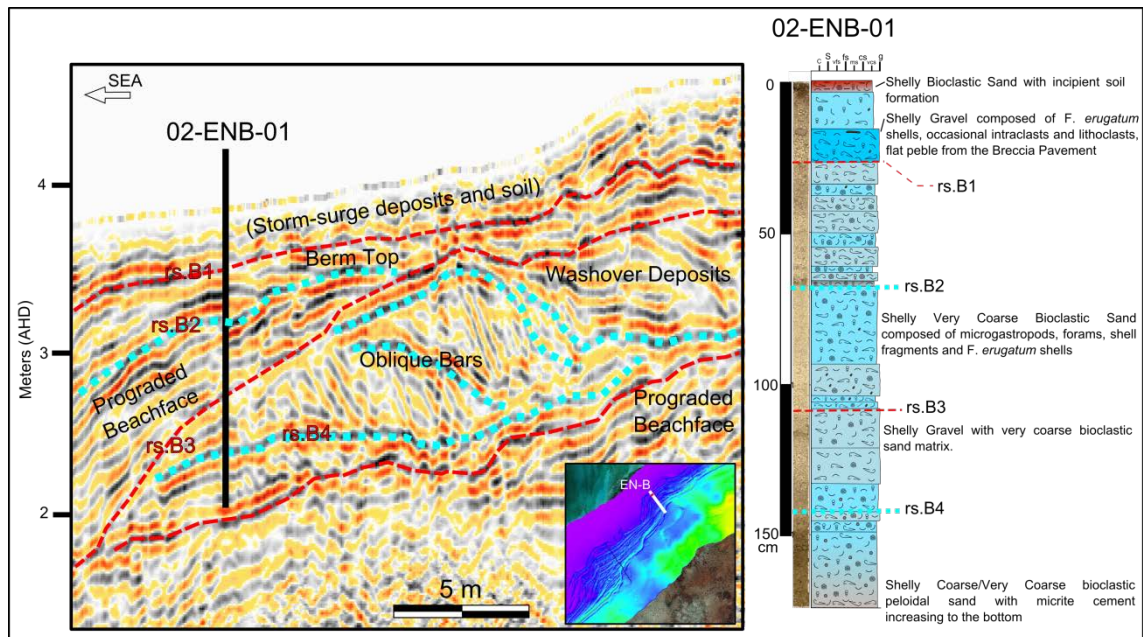 SEA
02-ENB-01
4
3
2
Meters (AHD)
(Storm-surge deposits and soil)
rs.B1
Berm Top
Washover Deposits
rs.B2
Oblique Bars
Prograded
Beachface
rs.B3
rs.B4
Prograded
Beachface
EN-B
5 m
02-ENB-01
C S vfs fs ms cs vcs g
0
50
100
150
cm
Shelly Bioclastic Sand with incipient soil
formation
Shelly Gravel composed of F. erugatum
shells, occasional intraclasts and lithoclasts,
flat peble from the Breccia Pavement
rs.B1
rs.B2
Shelly Very Coarse Bioclastic Sand
composed of microgastropods, forams, shell
fragments and F. erugatum shells
rs.B3
Shelly Gravel with very coarse bioclastic
sand matrix.
rs.B4
Shelly Coarse/Very Coarse bioclastic
peloidal sand with micrite cement
increasing to the bottom